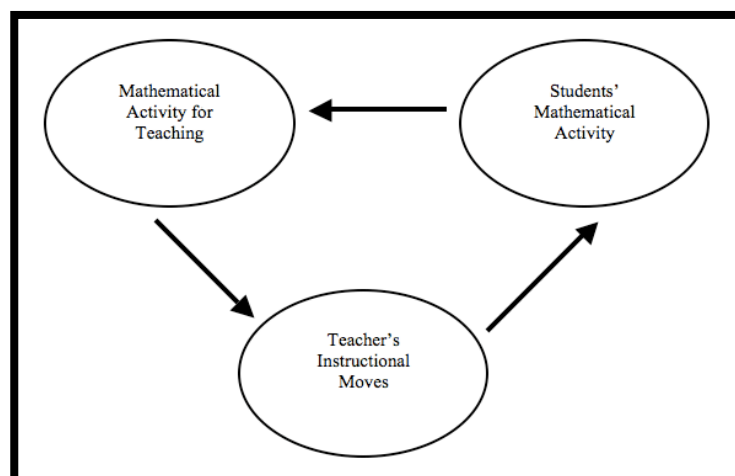 Mathematical
Activity for
Teaching
Students’
Mathematical
Activity
Teacher’s
Instructional
Moves